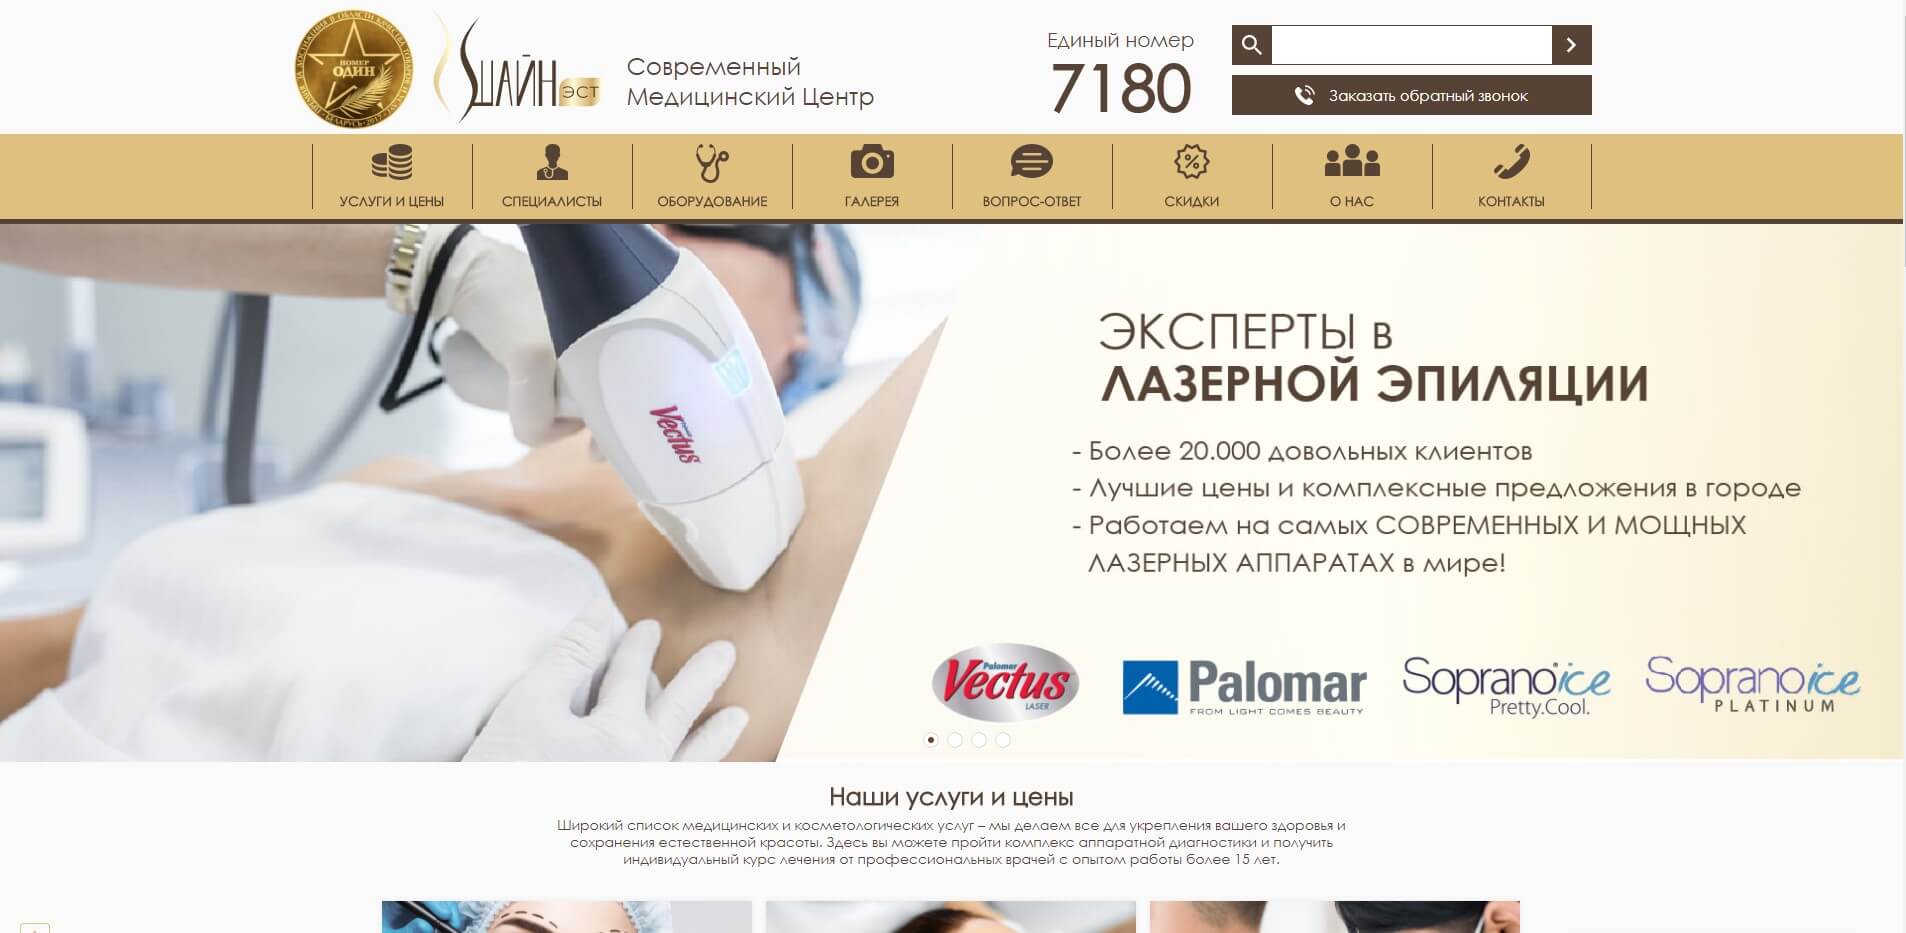 НОМЕР
ОДИН
ШАЙН
ЭСТ
Современный
Медицинский Центр
Единый номер
7180
Заказать обратный звонок
УСЛУГИ И ЦЕНЫ
СПЕЦИАЛИСТЫ
ОБОРУДОВАНИЕ
ГАЛЕРЕЯ
ВОПРОС-ОТВЕТ
СКИДКИ
О НАС
КОНТАКТЫ
Vectus
ЭКСПЕРТЫ в
ЛАЗЕРНОЙ ЭПИЛЯЦИИ
- Более 20.000 довольных клиентов
- Лучшие цены и комплексные предложения в городе
- Работаем на самых СОВРЕМЕННЫХ И МОЩНЫХ
ЛАЗЕРНЫХ АППАРАТАХ в мире!
Palomar
Vectus
LASER
Palomar
FROM LIGHT COMES BEAUTY
Soprano® ice
Pretty.Cool.
Soprano ice
PLATINUM
Наши услуги и цены
Широкий список медицинских и косметологических услуг – мы делаем все для укрепления вашего здоровья и
сохранения естественной красоты. Здесь вы можете пройти комплекс аппаратной диагностики и получить
индивидуальный курс лечения от профессиональных врачей с опытом работы более 15 лет.